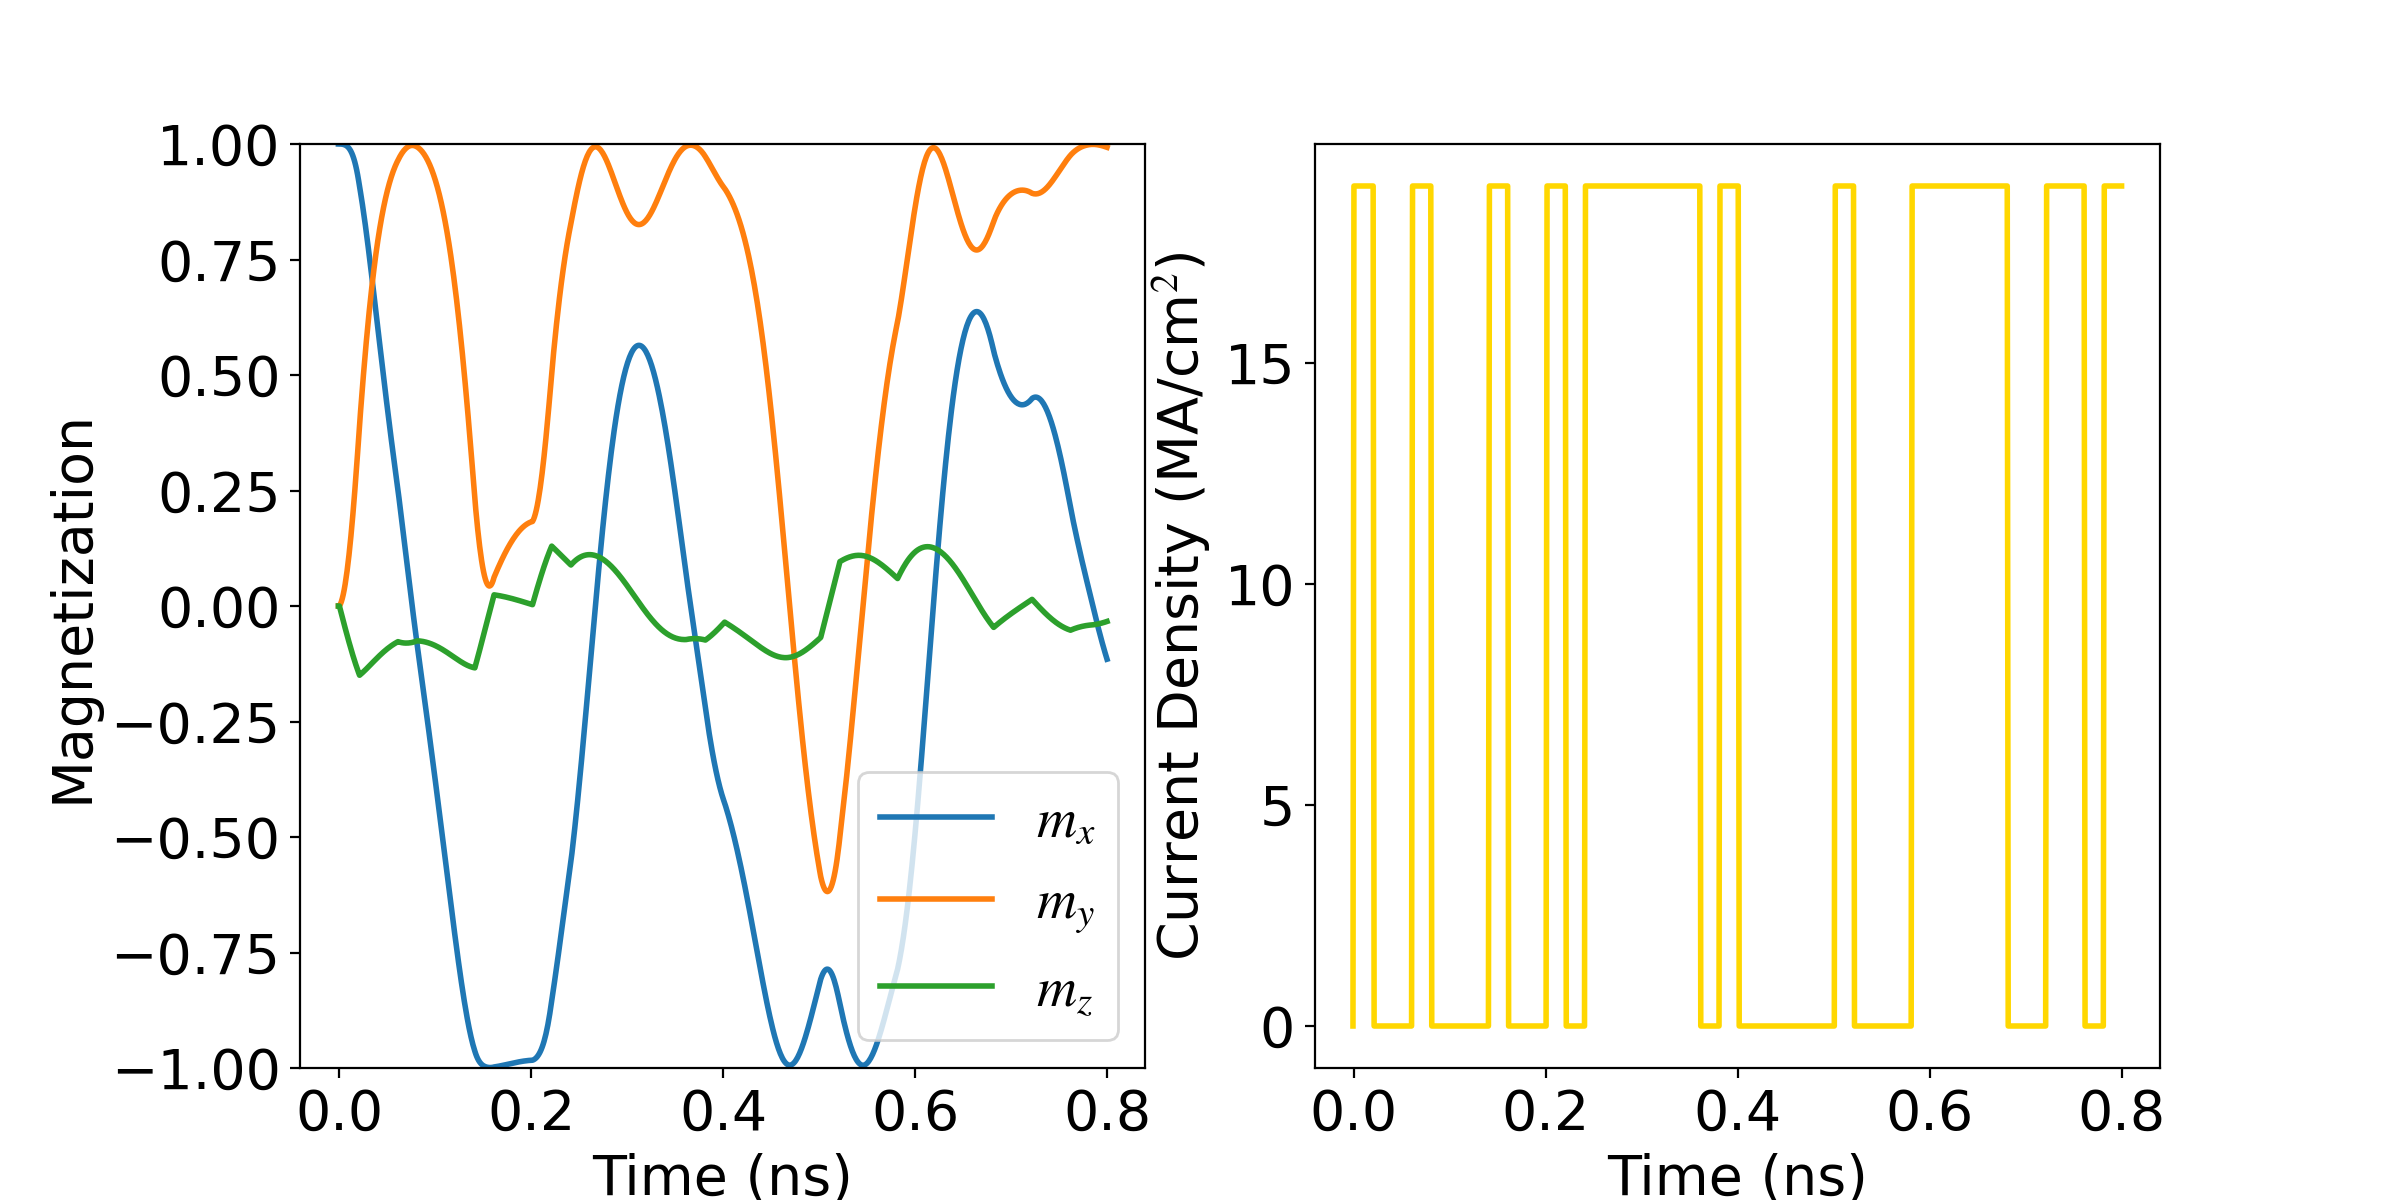 1.00
0.75
0.50
0.25
0.00
−0.25
−0.50
−0.75
−1.00
Magnetization
0.0 0.2 0.4 0.6 0.8
Time (ns)
m_x
m_y
m_z
15
10
5
0
Current Density (MA/cm²)
0.0 0.2 0.4 0.6 0.8
Time (ns)